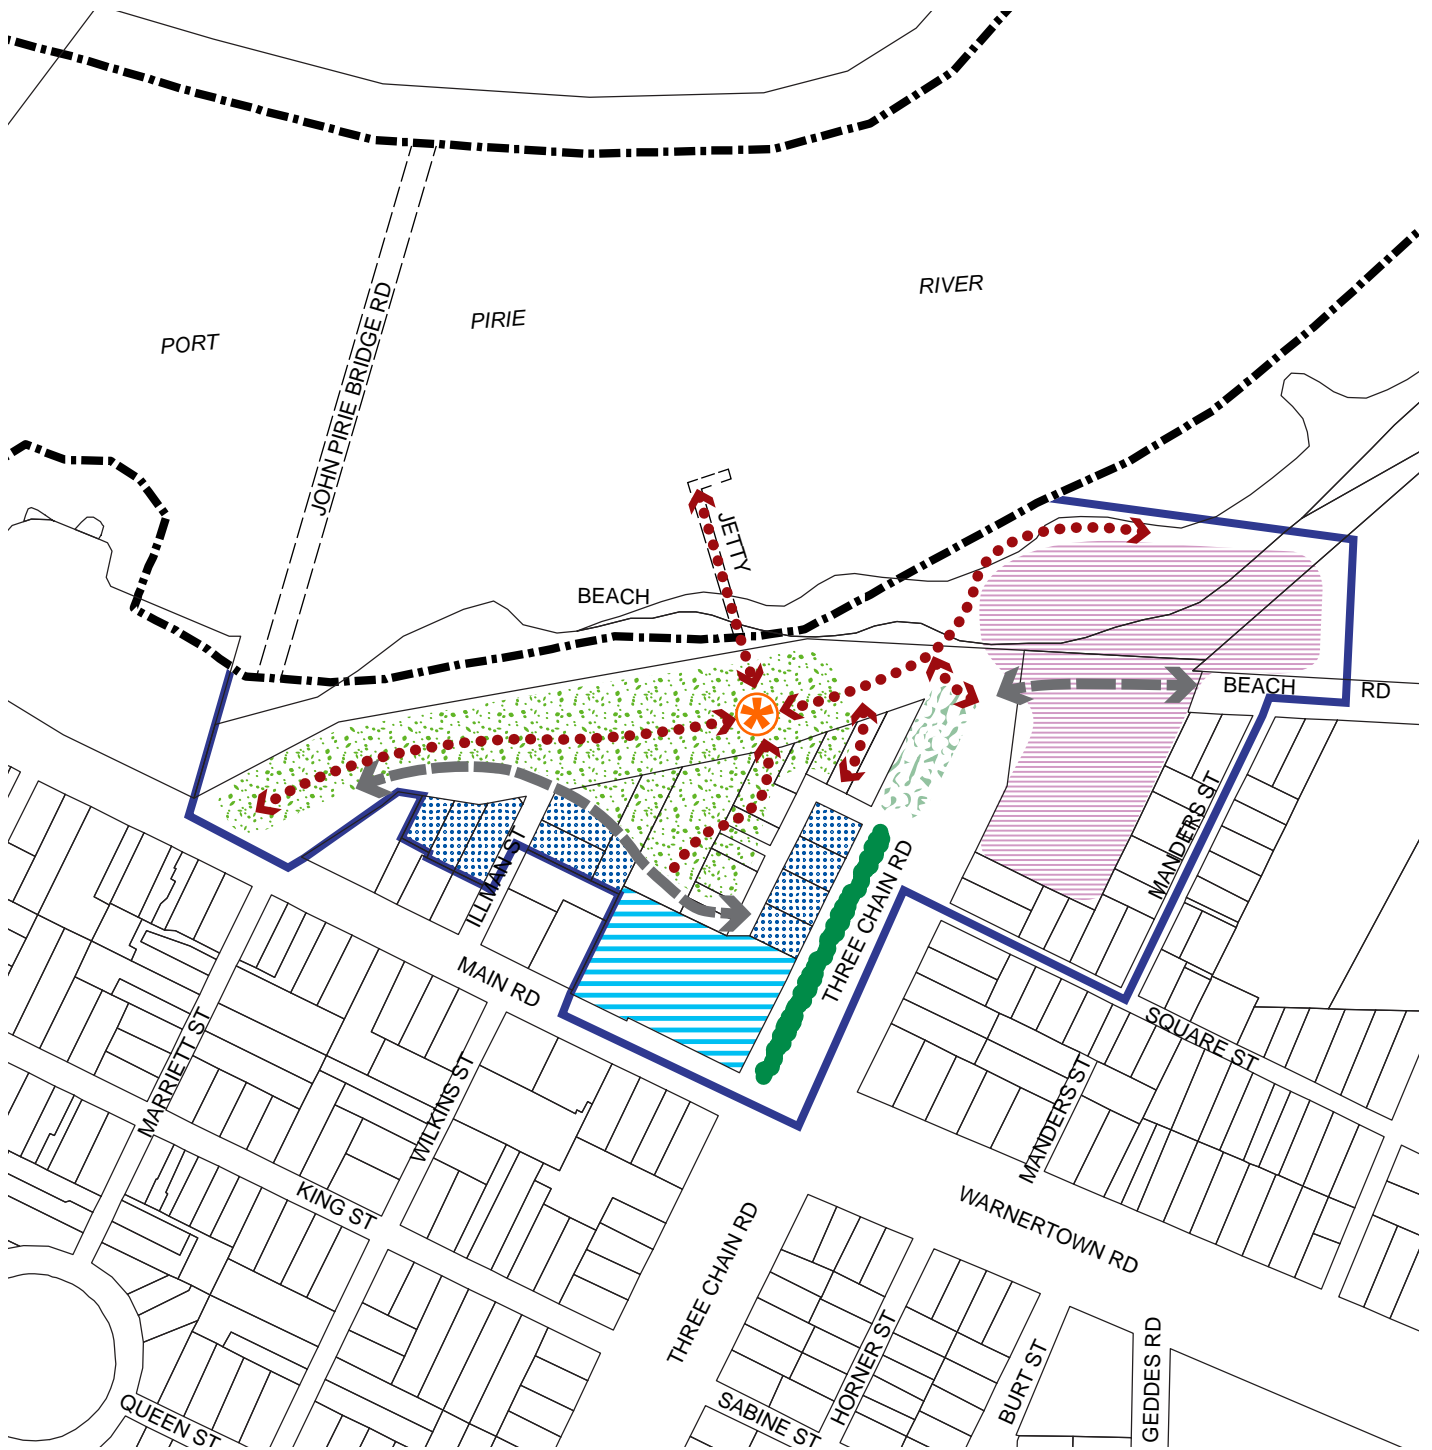 RIVER
PIRIE
PORT
JOHN PIRIE BRIDGE RD
JETTY
BEACH
BEACH
RD
MANDERS ST
ILLMAN ST
THREE CHAIN RD
MAIN RD
SQUARE ST
MARRIETT ST
WILKINS ST
MANDERS ST
KING ST
WARNERTOWN RD
THREE CHAIN RD
HORNER ST
BURT ST
GEDDES RD
QUEEN ST
SABINE ST